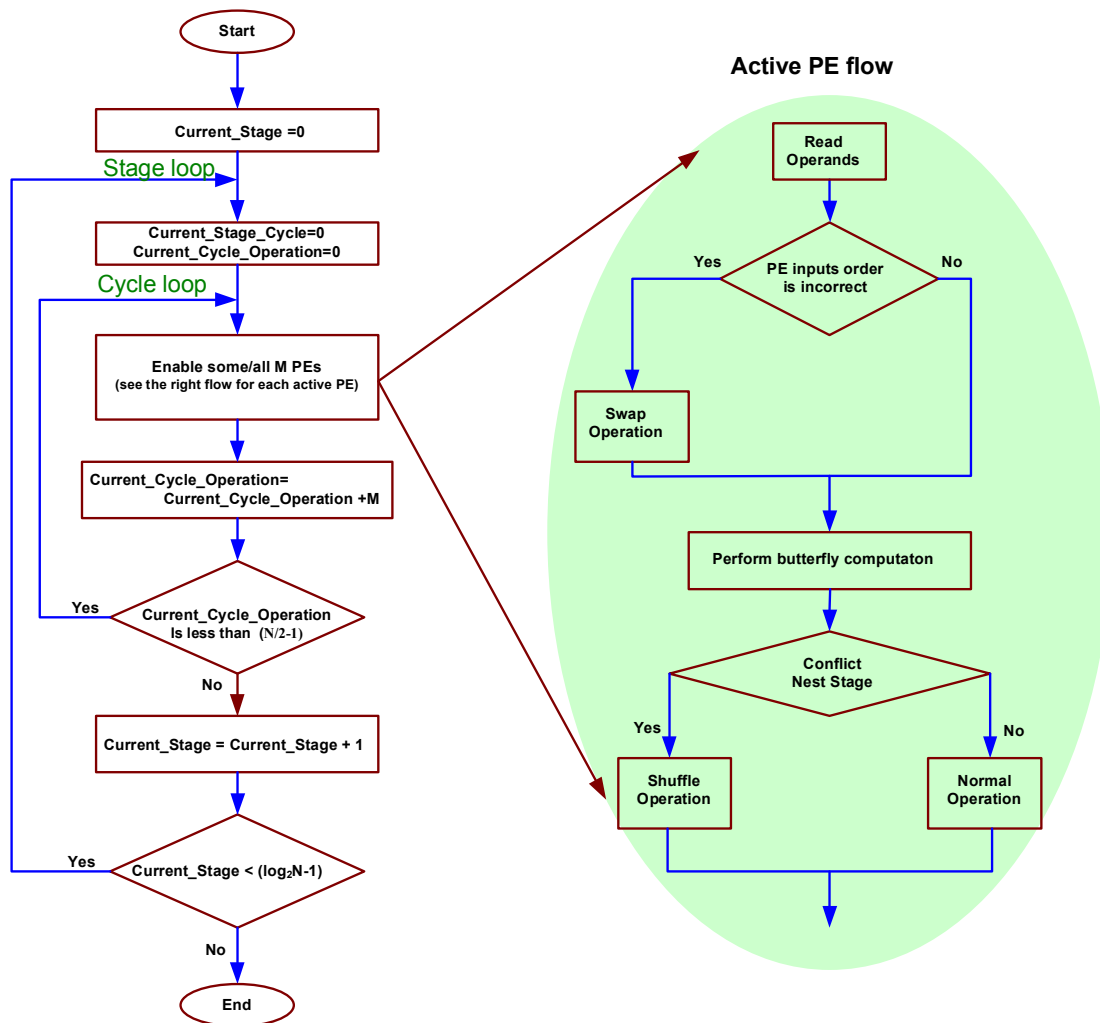 Start
Current_Stage =0
Stage loop
Current_Stage_Cycle=0
Current_Cycle_Operation=0
Cycle loop
Enable some/all M PEs
(see the right flow for each active PE)
Current_Cycle_Operation=
Current_Cycle_Operation +M
Current_Cycle_Operation
Is less than (N/2-1)
Yes
No
Current_Stage = Current_Stage + 1
Current_Stage < (log₂N-1)
Yes
No
End
Active PE flow
Read
Operands
PE inputs order
is incorrect
Yes
No
Swap
Operation
Perform butterfly computaton
Conflict
Nest Stage
Yes
No
Shuffle
Operation
Normal
Operation